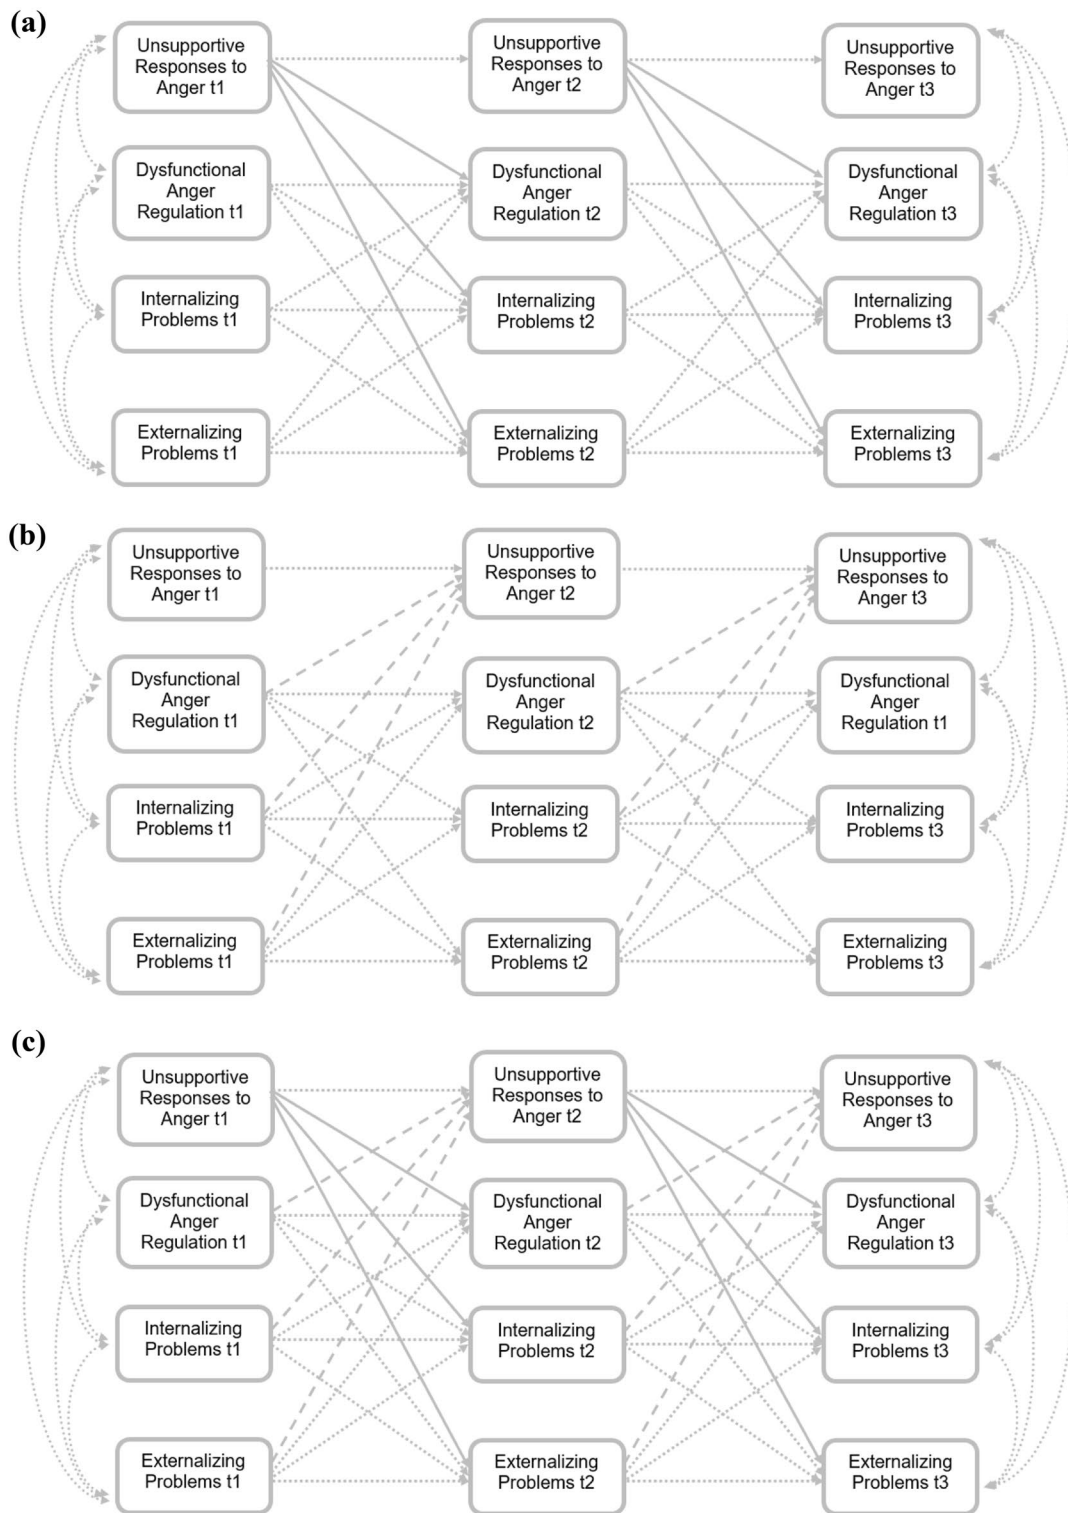 (a)
Unsupportive
Responses to
Anger t1
Unsupportive
Responses to
Anger t2
Unsupportive
Responses to
Anger t3
Dysfunctional
Anger
Regulation t1
Dysfunctional
Anger
Regulation t2
Dysfunctional
Anger
Regulation t3
Internalizing
Problems t1
Internalizing
Problems t2
Internalizing
Problems t3
Externalizing
Problems t1
Externalizing
Problems t2
Externalizing
Problems t3
(b)
Unsupportive
Responses to
Anger t1
Unsupportive
Responses to
Anger t2
Unsupportive
Responses to
Anger t3
Dysfunctional
Anger
Regulation t1
Dysfunctional
Anger
Regulation t2
Dysfunctional
Anger
Regulation t1
Internalizing
Problems t1
Internalizing
Problems t2
Internalizing
Problems t3
Externalizing
Problems t1
Externalizing
Problems t2
Externalizing
Problems t3
(c)
Unsupportive
Responses to
Anger t1
Unsupportive
Responses to
Anger t2
Unsupportive
Responses to
Anger t3
Dysfunctional
Anger
Regulation t1
Dysfunctional
Anger
Regulation t2
Dysfunctional
Anger
Regulation t3
Internalizing
Problems t1
Internalizing
Problems t2
Internalizing
Problems t3
Externalizing
Problems t1
Externalizing
Problems t2
Externalizing
Problems t3